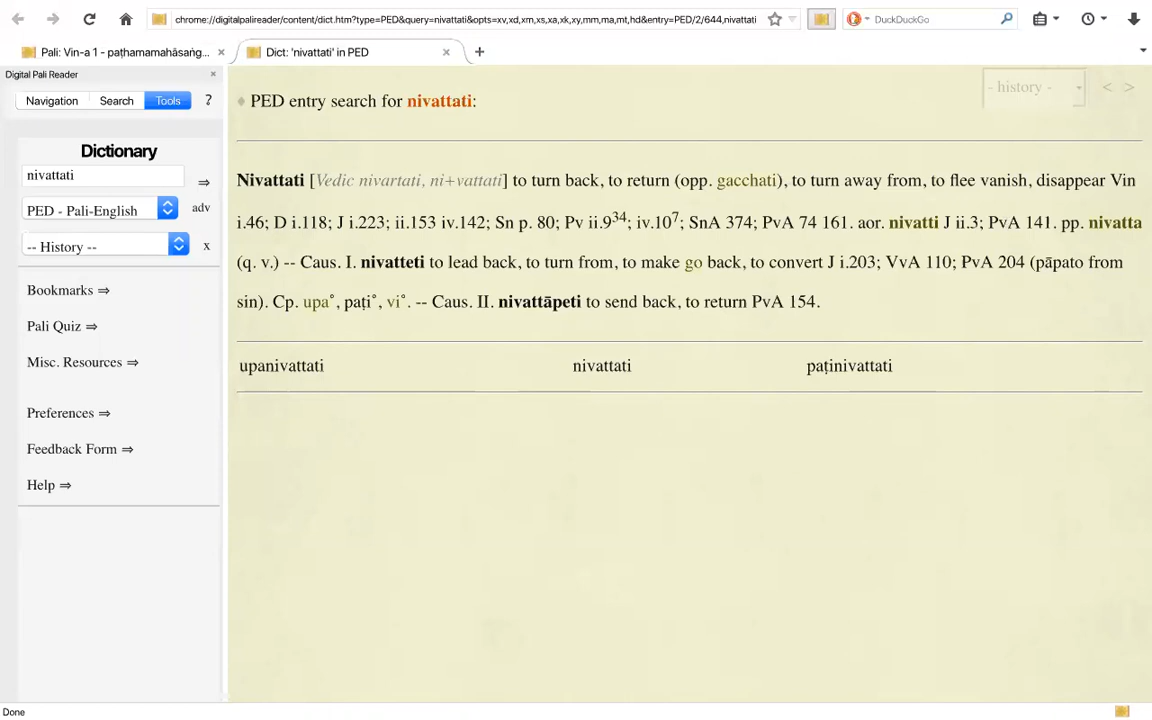 chrome://digitalpalireader/content/dict.htm?type=PED&query=nivattati&opts=xv,xd,xm,xs,xa,xk,xy,mm,ma,mt,hd&entry=PED/2/644,nivattati
DuckDuckGo
Pali: Vin-a 1 - paṭhamamahāsaṅg...
Dict: 'nivattati' in PED
Digital Pali Reader
Navigation Search Tools ?
Dictionary
nivattati ⇒
PED - Pali-English adv
-- History -- x
Bookmarks ⇒
Pali Quiz ⇒
Misc. Resources ⇒
Preferences ⇒
Feedback Form ⇒
Help ⇒
PED entry search for nivattati:
- history - < >
Nivattati [Vedic nivartati, ni+vattati] to turn back, to return (opp. gacchati), to turn away from, to flee vanish, disappear Vin
i.46; D i.118; J i.223; ii.153 iv.142; Sn p. 80; Pv ii.9³⁴; iv.10⁷; SnA 374; PvA 74 161. aor. nivatti J ii.3; PvA 141. pp. nivatta
(q. v.) -- Caus. I. nivatteti to lead back, to turn from, to make go back, to convert J i.203; VvA 110; PvA 204 (pāpato from
sin). Cp. upa˚, paṭi˚, vi˚. -- Caus. II. nivattāpeti to send back, to return PvA 154.
upanivattati nivattati paṭinivattati
Done